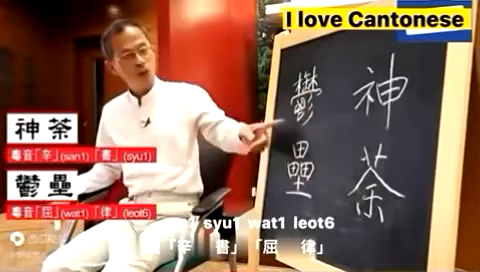 I love Cantonese
神荼
鬱壘
神荼
粵音「辛」(san1)「書」(syu1)
鬱壘
粵音「屈」(wat1)「律」(leot6)
syu1 wat1 leot6
辛 書」「屈 律」